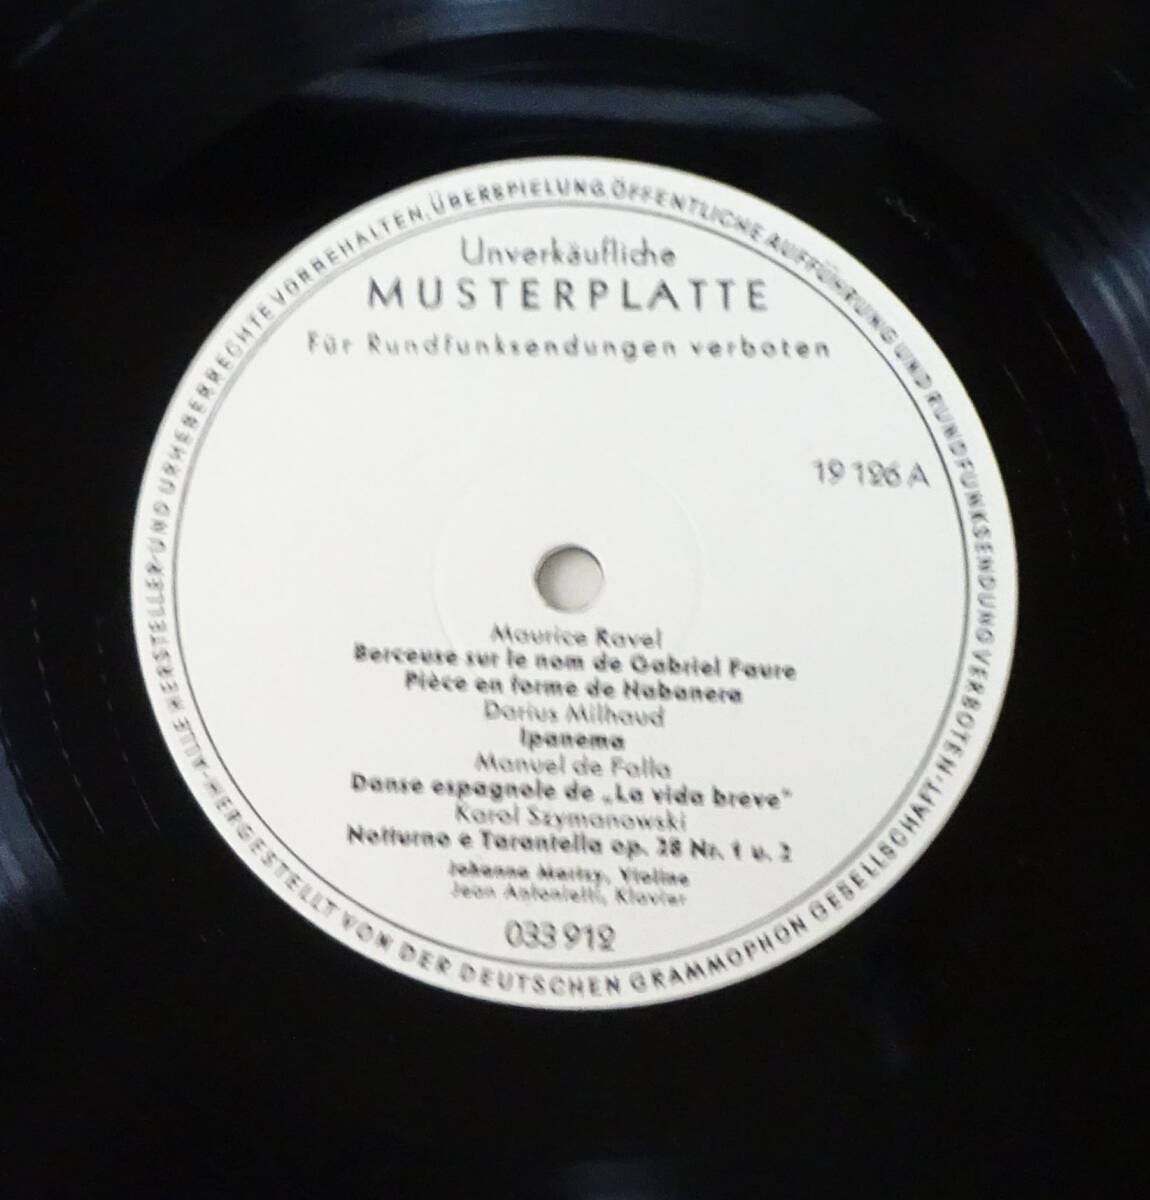 HERGESTELLT VON DER DEUTSCHEN GRAMMOPHON GESELLSCHAFT · ALLE HERSTELLER- UND URHEBERRECHTE VORBEHALTEN, ÜBERSPIELUNG, ÖFFENTLICHE AUFFÜHRUNG UND RUNDFUNKSENDUNG VERBOTEN ·
Unverkäufliche
MUSTERPLATTE
Für Rundfunksendungen verboten
19 126 A
Maurice Ravel
Berceuse sur le nom de Gabriel Faure
Pièce en forme de Habanera
Darius Milhaud
Ipanema
Manuel de Falla
Danse espagnole de „La vida breve"
Karol Szymanowski
Notturno e Tarantella op. 28 Nr. 1 u. 2
Johanna Martzy, Violine
Jean Antonietti, Klavier
033 912